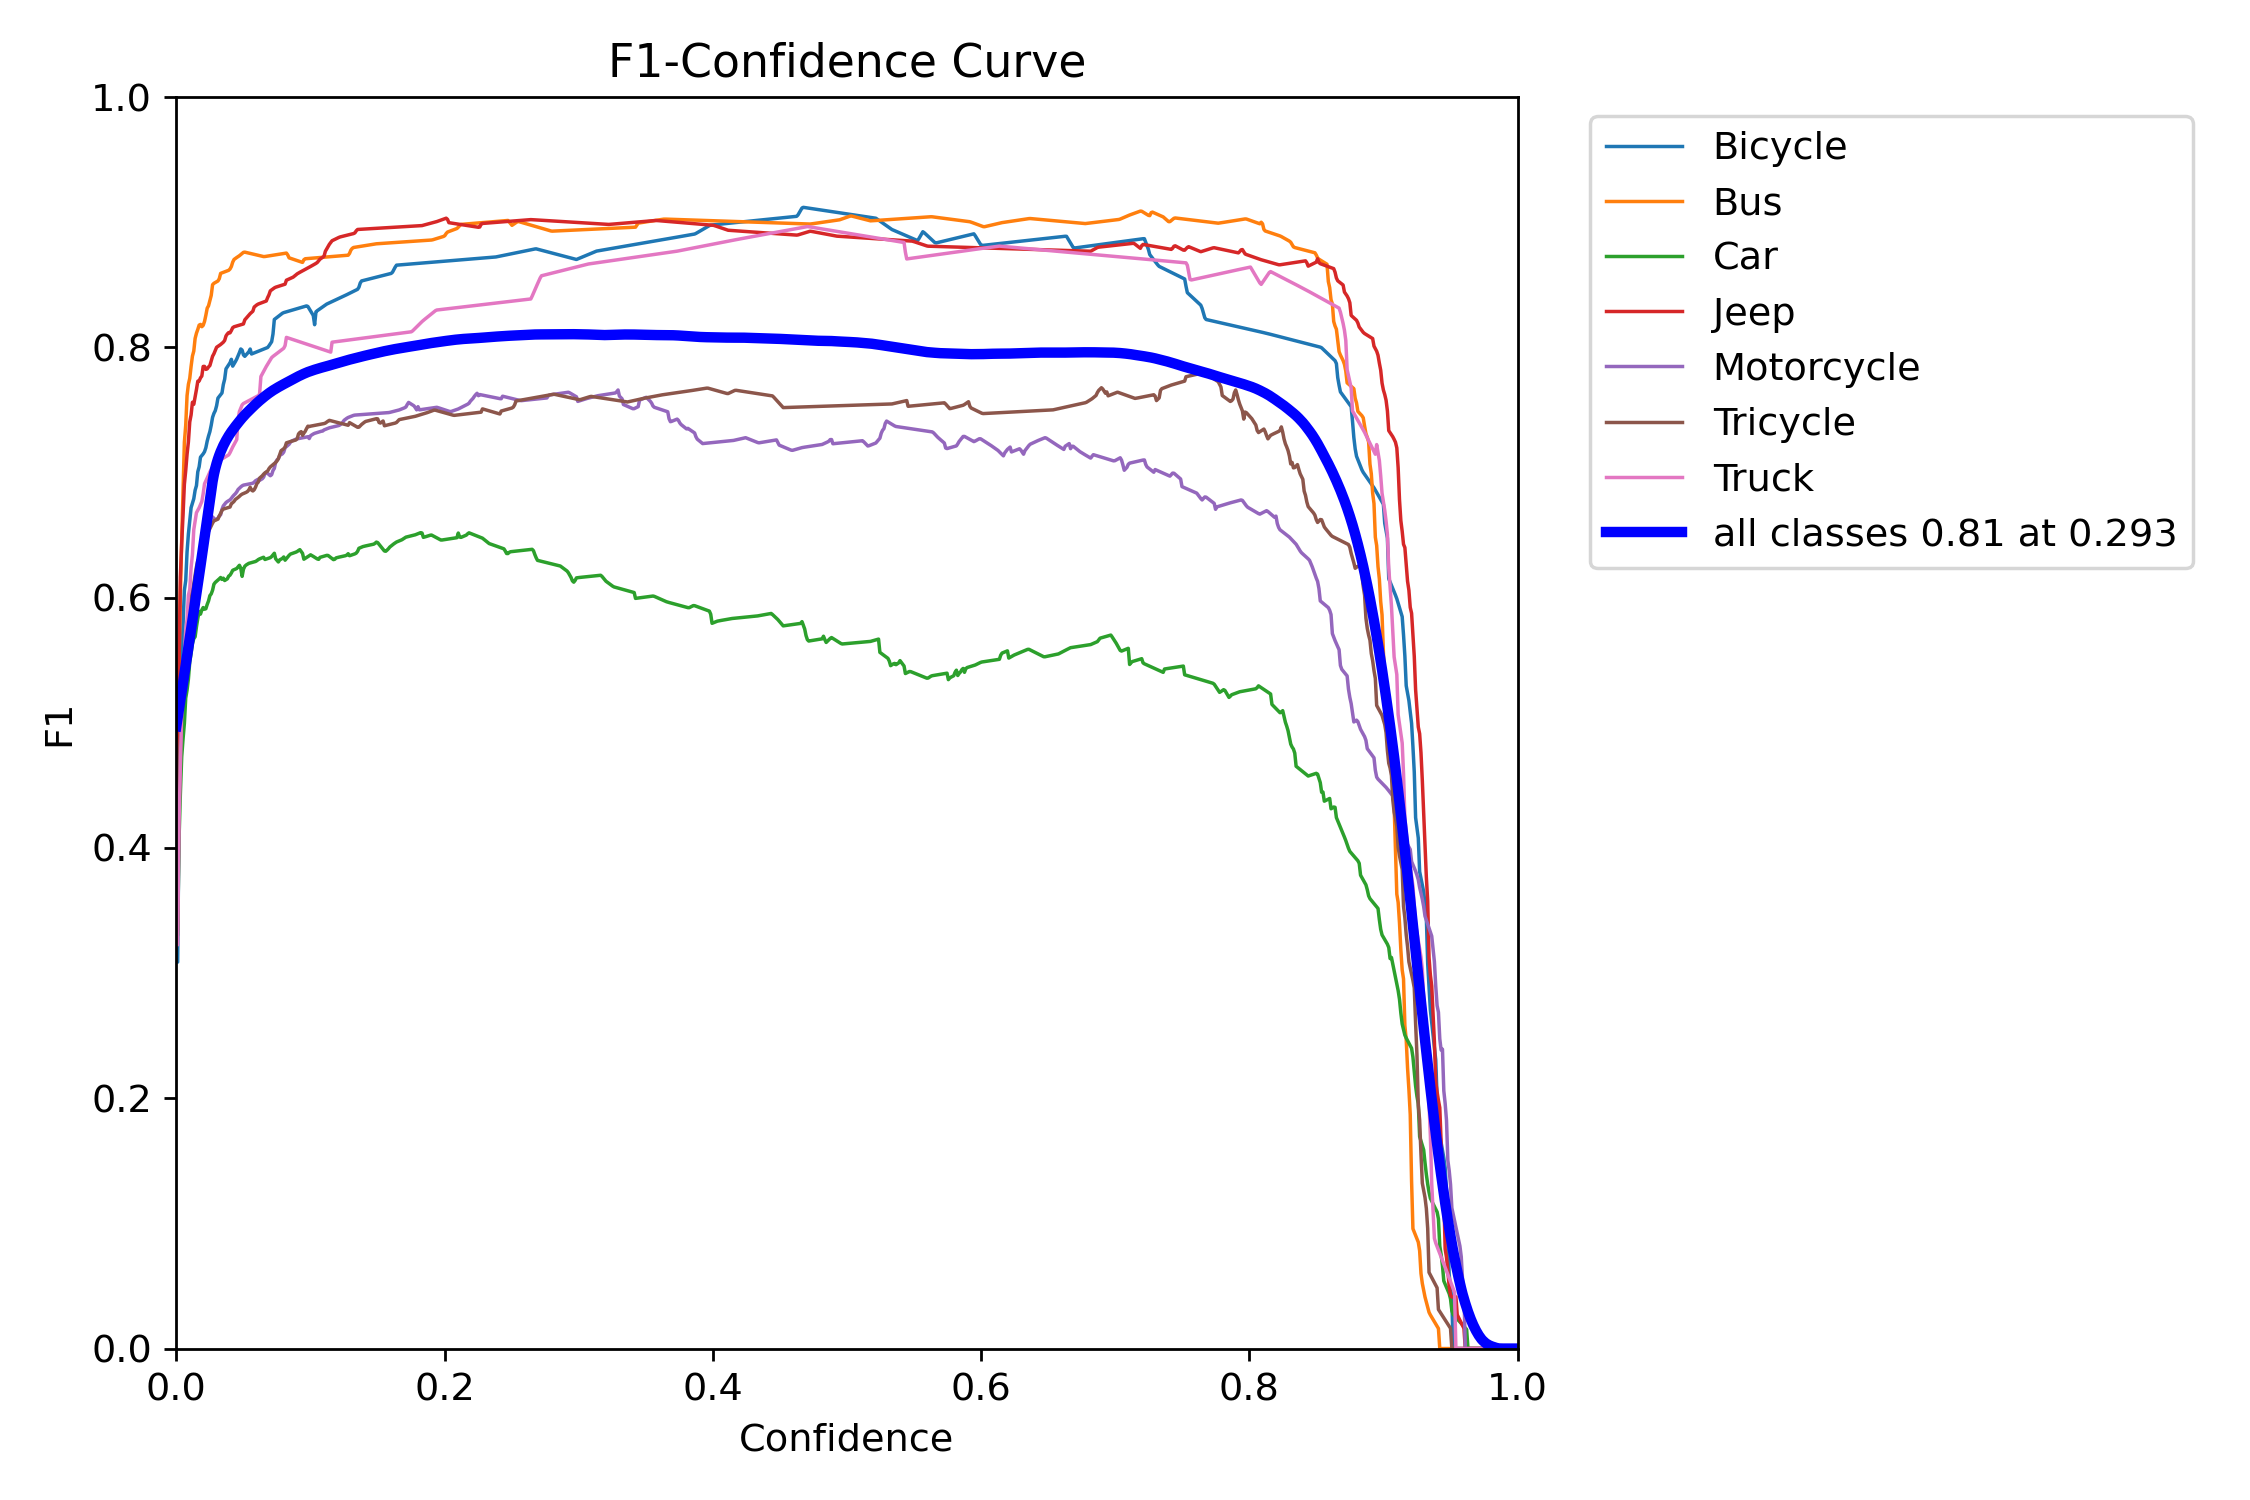 F1-Confidence Curve
1.0
0.8
0.6
0.4
0.2
0.0
F1
0.0 0.2 0.4 0.6 0.8 1.0
Confidence
Bicycle
Bus
Car
Jeep
Motorcycle
Tricycle
Truck
all classes 0.81 at 0.293